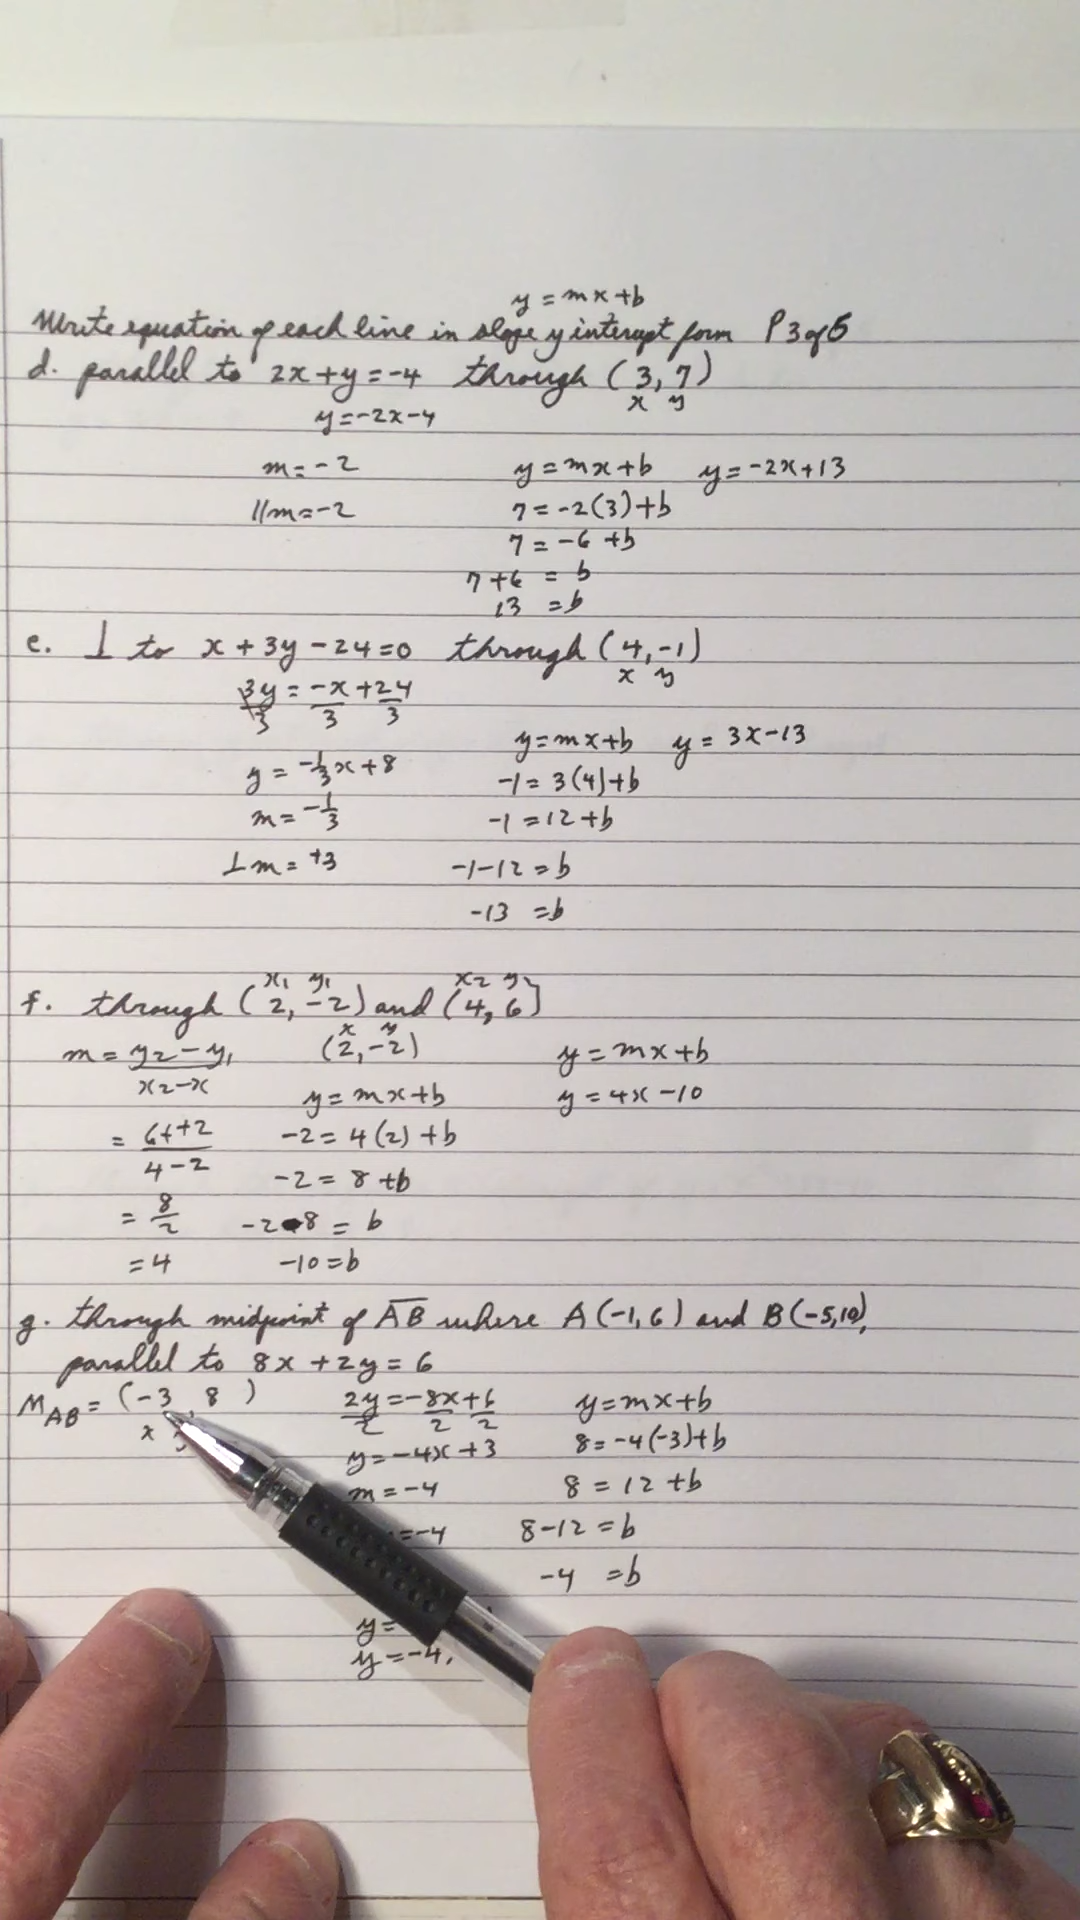 y = mx + b
Write equation of each line in slope y intercept form P 3 of 5
d. parallel to 2x + y = -4 through (3, 7)
x y
y = -2x - 4
m = -2 y = mx + b y = -2x + 13
// m = -2 7 = -2(3) + b
7 = -6 + b
7 + 6 = b
13 = b
e. ⊥ to x + 3y - 24 = 0 through (4, -1)
x y
3y = -x + 24
3 3 3
y = mx + b y = 3x - 13
y = -1/3 x + 8 -1 = 3(4) + b
m = -1/3 -1 = 12 + b
⊥ m = +3 -1 - 12 = b
-13 = b
x1 y1 x2 y2
f. through (2, -2) and (4, 6)
x y
m = y2 - y1 (2, -2) y = mx + b
x2 - x
y = mx + b y = 4x - 10
= 6 + +2 -2 = 4(2) + b
4 - 2
-2 = 8 + b
= 8/2 -2 - 8 = b
= 4 -10 = b
g. through midpoint of AB where A(-1, 6) and B(-5, 10),
parallel to 8x + 2y = 6
M AB = (-3, 8) 2y = -8x + 6 y = mx + b
2 2 2
x y = -4x + 3 8 = -4(-3) + b
m = -4 8 = 12 + b
= -4 8 - 12 = b
-4 = b
y =
y = -4